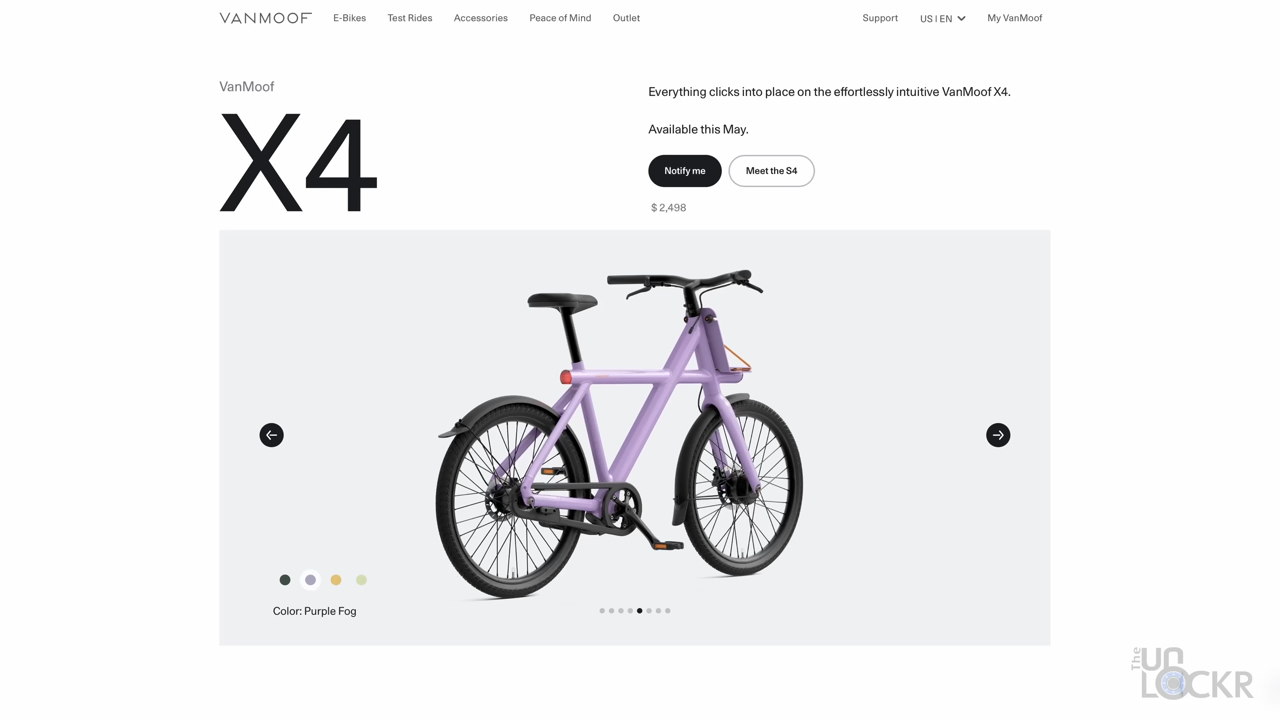 VANMOOF E-Bikes Test Rides Accessories Peace of Mind Outlet Support US | EN My VanMoof
VanMoof
X4
Everything clicks into place on the effortlessly intuitive VanMoof X4.
Available this May.
Notify me Meet the S4
$ 2,498
Color: Purple Fog
The
UN
LOCKR